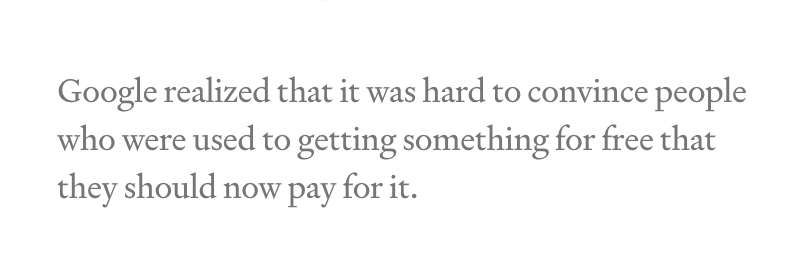 Google realized that it was hard to convince people
who were used to getting something for free that
they should now pay for it.